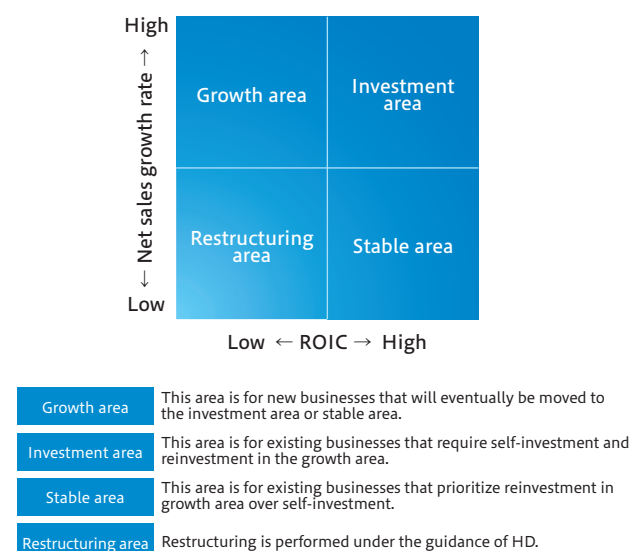 High
Growth area
Investment
area
← Net sales growth rate →
Restructuring
area
Stable area
Low
Low ← ROIC → High
Growth area
This area is for new businesses that will eventually be moved to
the investment area or stable area.
Investment area
This area is for existing businesses that require self-investment and
reinvestment in the growth area.
Stable area
This area is for existing businesses that prioritize reinvestment in
growth area over self-investment.
Restructuring area
Restructuring is performed under the guidance of HD.